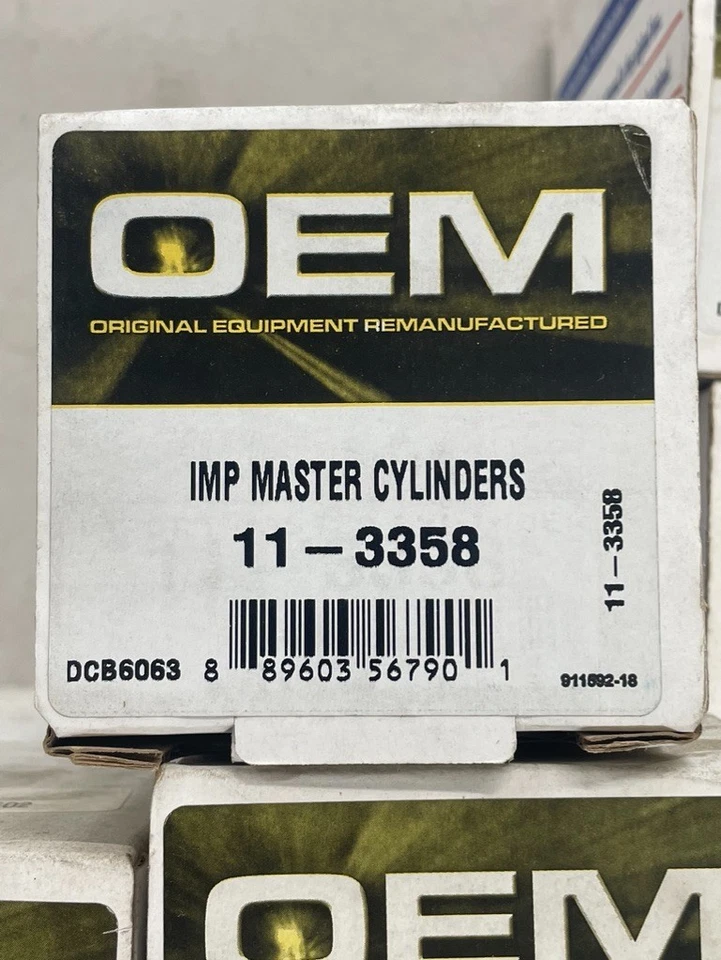 OEM
ORIGINAL EQUIPMENT REMANUFACTURED
IMP MASTER CYLINDERS
11-3358
11-3358
DCB6063
8 89603 56790 1
911592-18
OEM